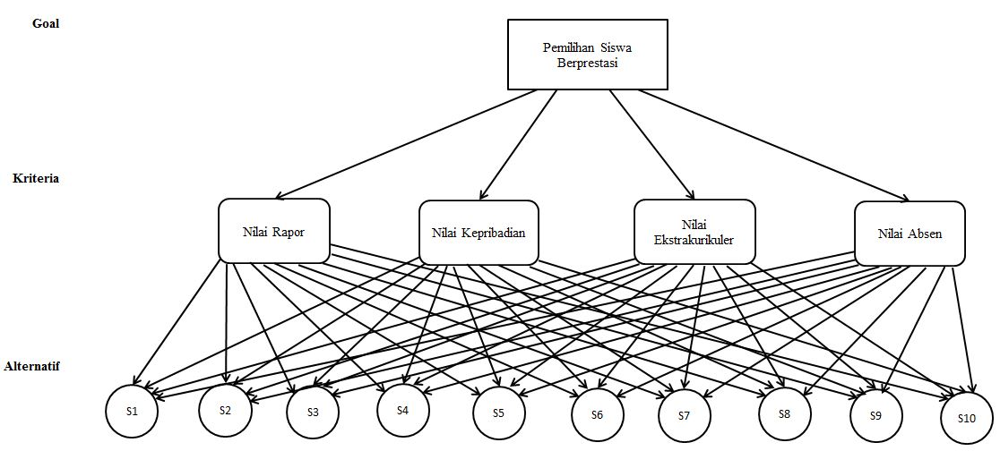 Goal
Pemilihan Siswa
Berprestasi
Kriteria
Nilai Rapor
Nilai Kepribadian
Nilai
Ekstrakurikuler
Nilai Absen
Alternatif
S1
S2
S3
S4
S5
S6
S7
S8
S9
S10